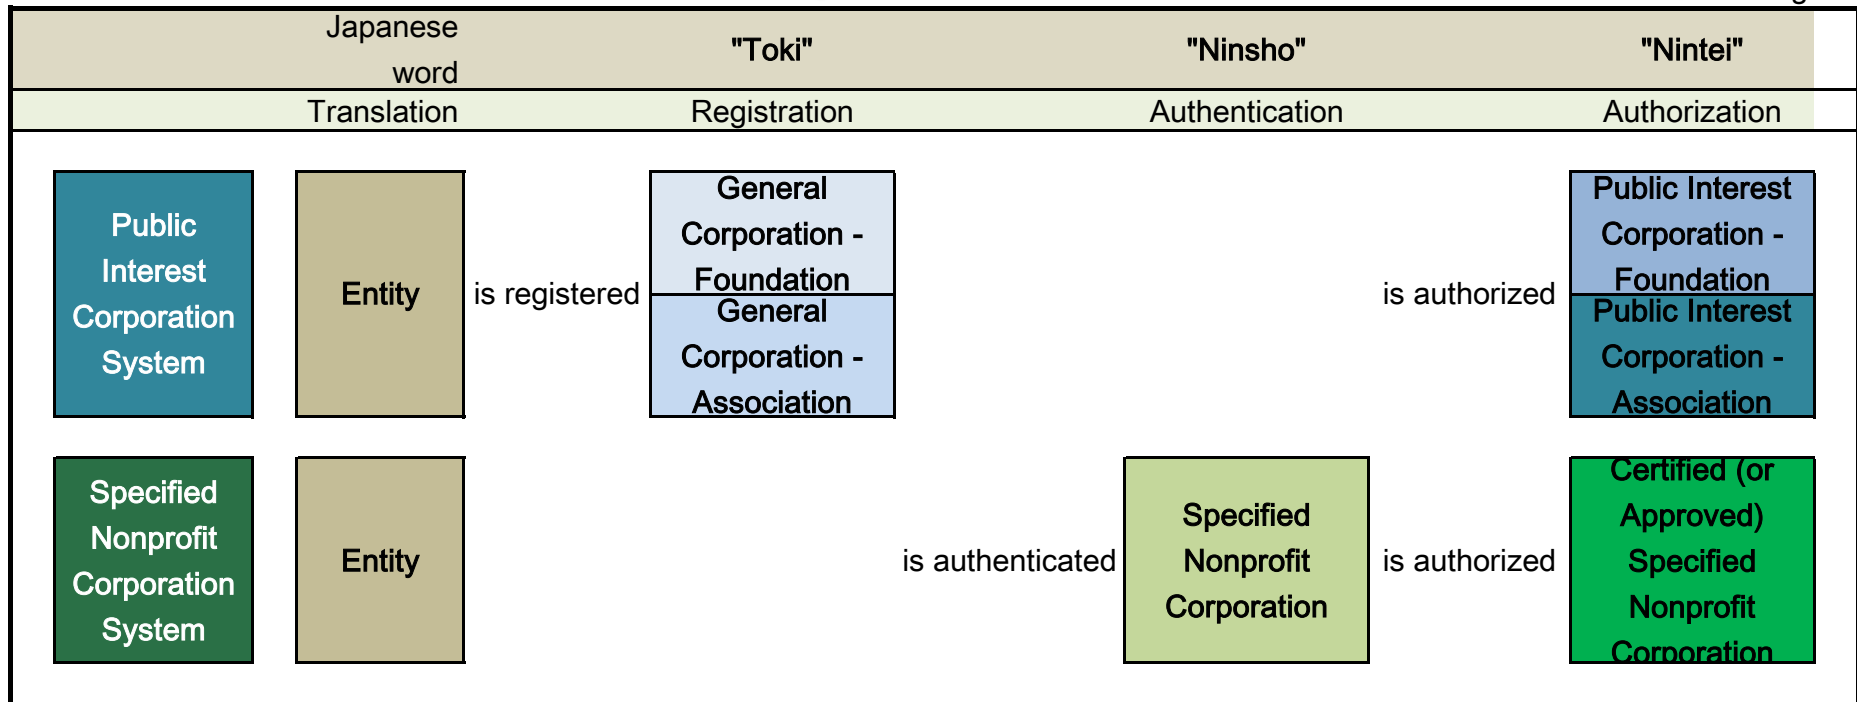 Japanese
word
"Toki"
"Ninsho"
"Nintei"
Translation
Registration
Authentication
Authorization
Public
Interest
Corporation
System
Entity
is registered
General
Corporation -
Foundation
General
Corporation -
Association
is authorized
Public Interest
Corporation -
Foundation
Public Interest
Corporation -
Association
Specified
Nonprofit
Corporation
System
Entity
is authenticated
Specified
Nonprofit
Corporation
is authorized
Certified (or
Approved)
Specified
Nonprofit
Corporation